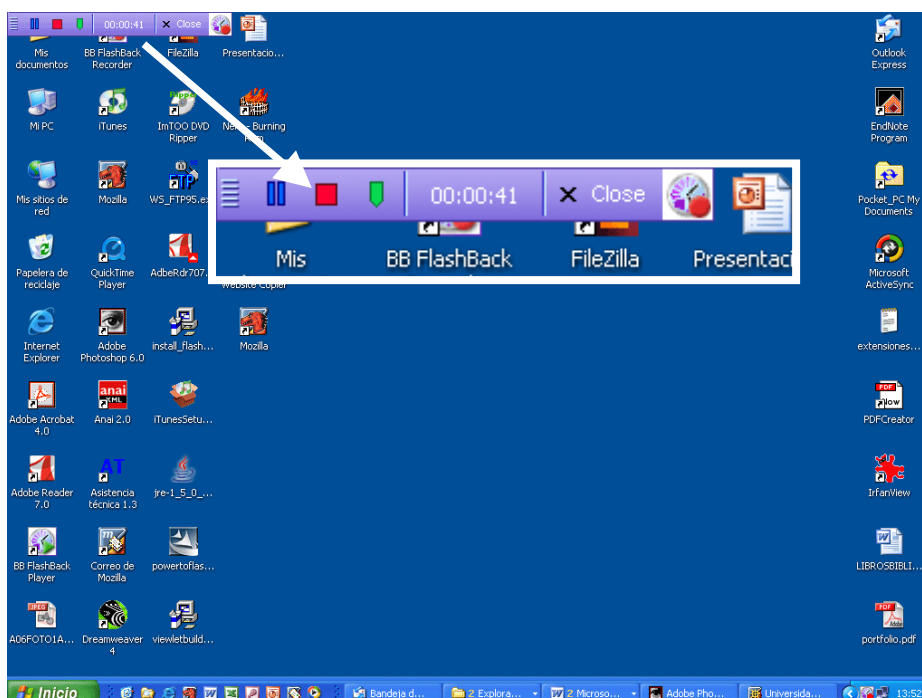 00:00:41 Close
Mis documentos
BB FlashBack Recorder
FileZilla
Presentacio...
Outlook Express
Mi PC
iTunes
ImTOO DVD Ripper
Burning
EndNote Program
00:00:41 Close
Mis
BB FlashBack
FileZilla
Presentaci
Mis sitios de red
Mozilla
WS_FTP95.e
Pocket_PC My Documents
Papelera de reciclaje
QuickTime Player
AdbeRdr707.
Website Copier
Microsoft ActiveSync
Internet Explorer
Adobe Photoshop 6.0
install_flash...
Mozilla
extensiones...
Adobe Acrobat 4.0
anai XML
Anai 2.0
iTunesSetu...
PDFCreator
Adobe Reader 7.0
AT
Asistencia técnica 1.3
jre-1_5_0_...
IrfanView
BB FlashBack Player
Correo de Mozilla
powertoflas...
LIBROSBIBLI...
A06FOTO1A...
Dreamweaver 4
viewletbuild...
portfolio.pdf
Inicio
Bandeja d...
2 Explora...
2 Microso...
Adobe Pho...
Universida...
13:52